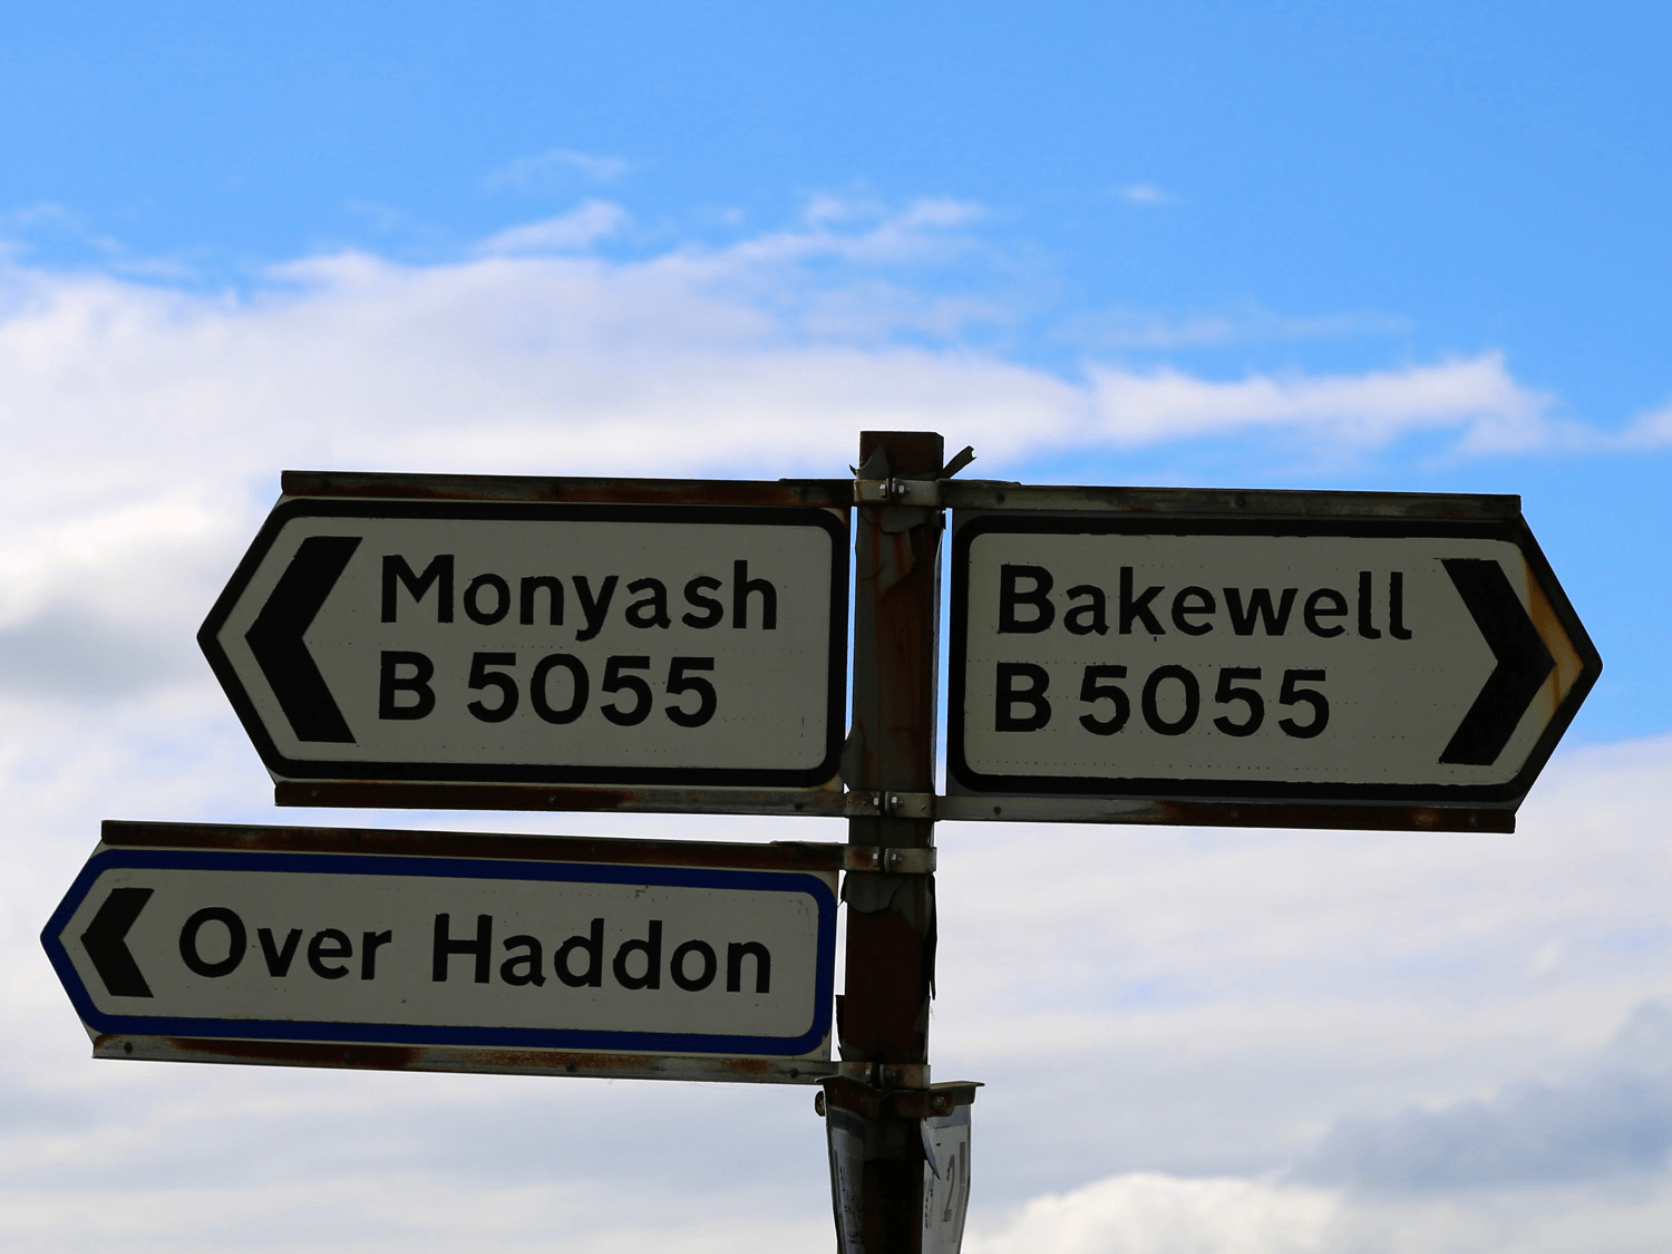 Monyash
B 5055
Bakewell
B 5055
Over Haddon